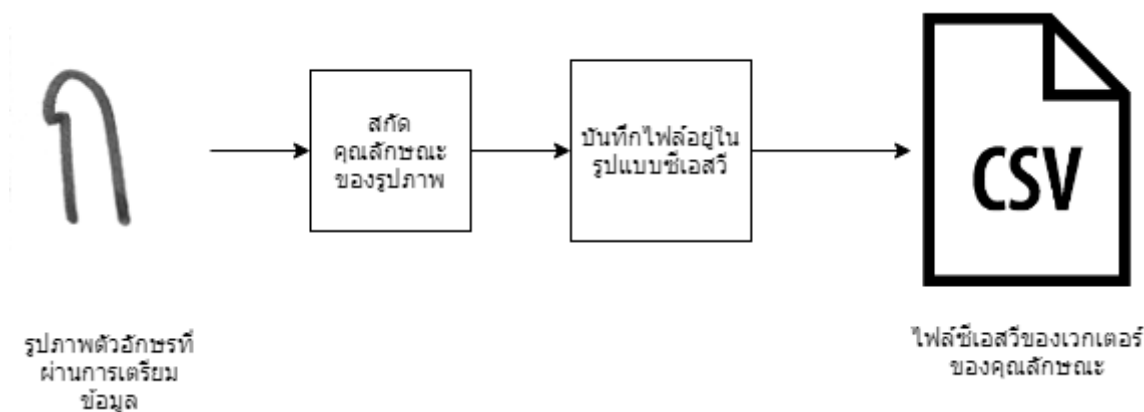 ก
สกัด
คุณลักษณะ
ของรูปภาพ
บันทึกไฟล์อยู่ใน
รูปแบบซีเอสวี
CSV
รูปภาพตัวอักษรที่
ผ่านการเตรียม
ข้อมูล
ไฟล์ซีเอสวีของเวกเตอร์
ของคุณลักษณะ